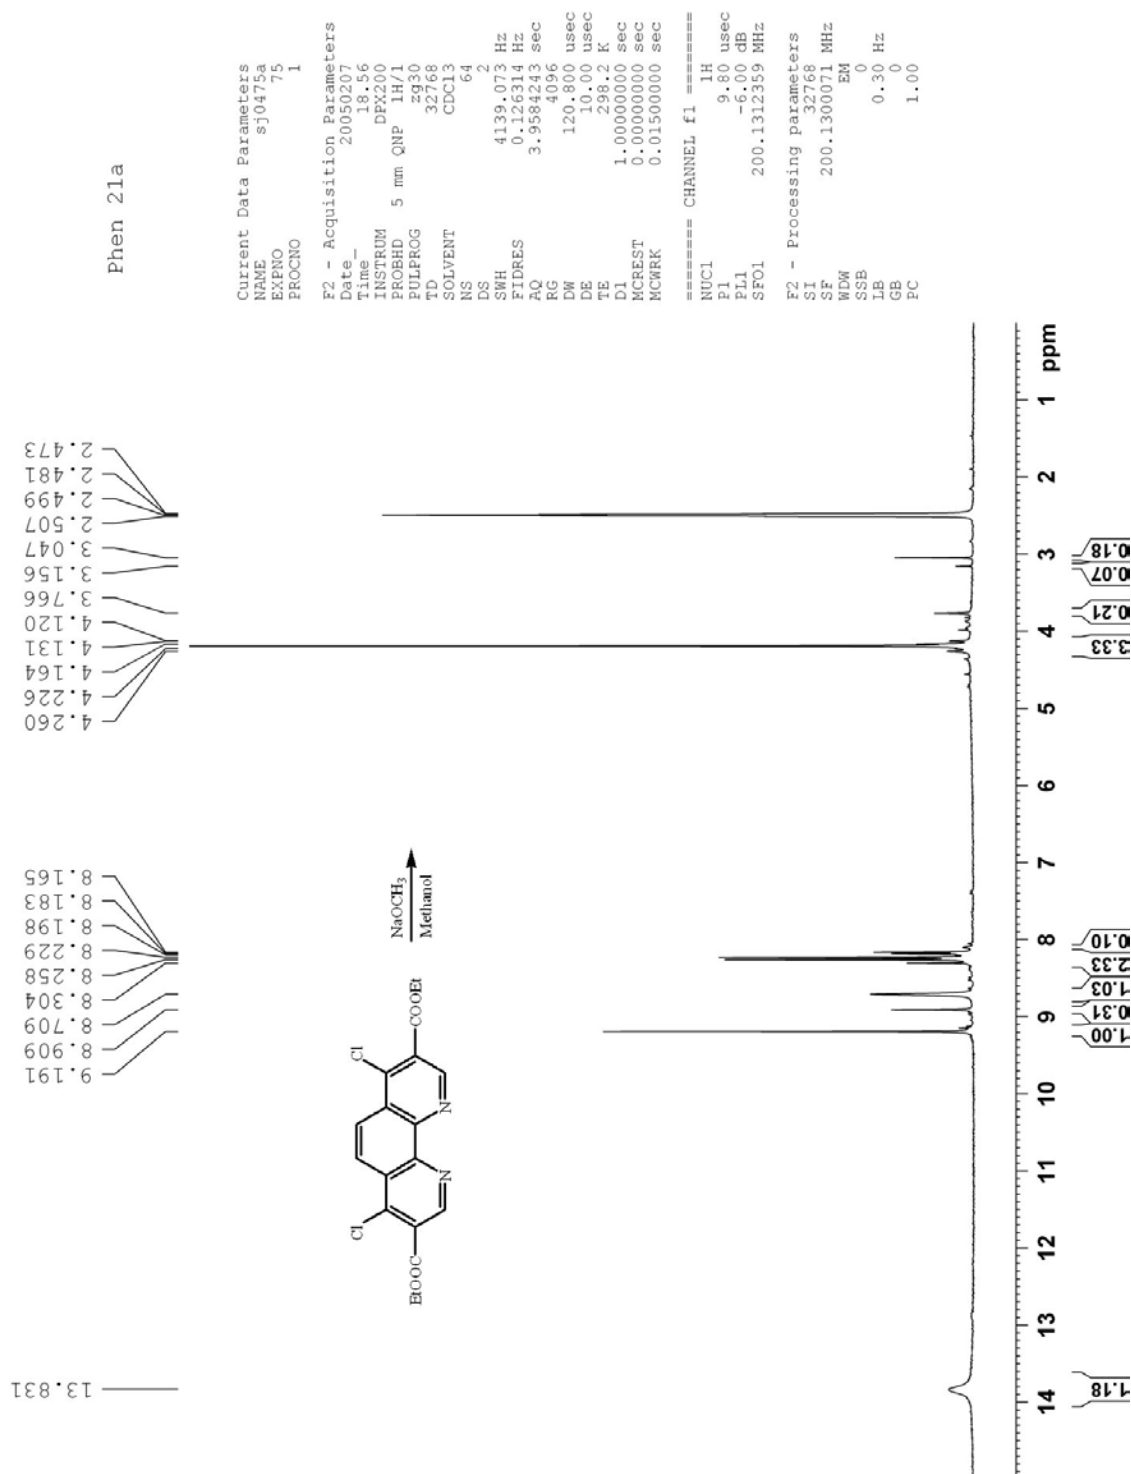 Phen 21a
Current Data Parameters
NAME sj0475a
EXPNO 75
PROCNO 1
F2 - Acquisition Parameters
Date_ 20050207
Time_ 18.56
INSTRUM DPX200
PROBHD 5 mm QNP 1H/1
PULPROG zg30
TD 32768
SOLVENT CDCl3
NS 64
DS 2
SWH 4139.073 Hz
FIDRES 0.126314 Hz
AQ 3.9584243 sec
RG 4096
DW 120.800 usec
DE 10.00 usec
TE 298.2 K
D1 1.00000000 sec
MCREST 0.00000000 sec
MCWRK 0.01500000 sec
======== CHANNEL f1 ========
NUC1 1H
P1 9.80 usec
PL1 -6.00 dB
SFO1 200.1312359 MHz
F2 - Processing parameters
SI 32768
SF 200.1300071 MHz
WDW EM
SSB 0
LB 0.30 Hz
GB 0
PC 1.00
13.831
9.191
8.909
8.709
8.304
8.258
8.229
8.198
8.183
8.165
4.260
4.226
4.164
4.131
4.120
3.766
3.156
3.047
2.507
2.499
2.481
2.473
EtOOC
Cl
N
N
Cl
COOEt
NaOCH3
Methanol
14 13 12 11 10 9 8 7 6 5 4 3 2 1 ppm
1.18
1.00
0.31
1.03
2.33
0.10
3.33
0.21
0.07
0.18